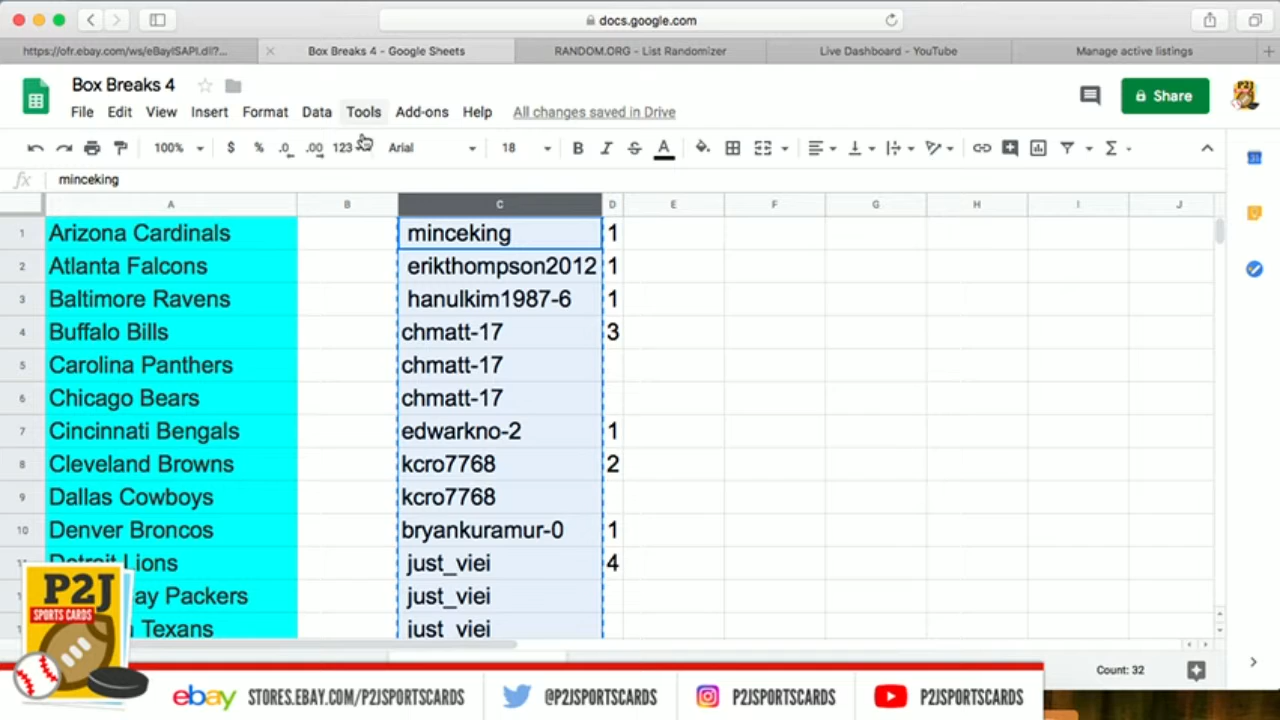 docs.google.com
https://ofr.ebay.com/ws/eBayISAPI.dll?...
Box Breaks 4 - Google Sheets
RANDOM.ORG - List Randomizer
Live Dashboard - YouTube
Manage active listings
Box Breaks 4
File Edit View Insert Format Data Tools Add-ons Help All changes saved in Drive
Share
100% $ % .0 .00 123 Arial 18 B I S A Σ
fx minceking
A B C D E F G H I J
1 Arizona Cardinals minceking 1
2 Atlanta Falcons erikthompson2012 1
3 Baltimore Ravens hanulkim1987-6 1
4 Buffalo Bills chmatt-17 3
5 Carolina Panthers chmatt-17
6 Chicago Bears chmatt-17
7 Cincinnati Bengals edwarkno-2 1
8 Cleveland Browns kcro7768 2
9 Dallas Cowboys kcro7768
10 Denver Broncos bryankuramur-0 1
Detroit Lions just_viei 4
ay Packers just_viei
Texans just_viei
Count: 32
P2J
SPORTS CARDS
ebay STORES.EBAY.COM/P2JSPORTSCARDS @P2JSPORTSCARDS P2JSPORTSCARDS P2JSPORTSCARDS